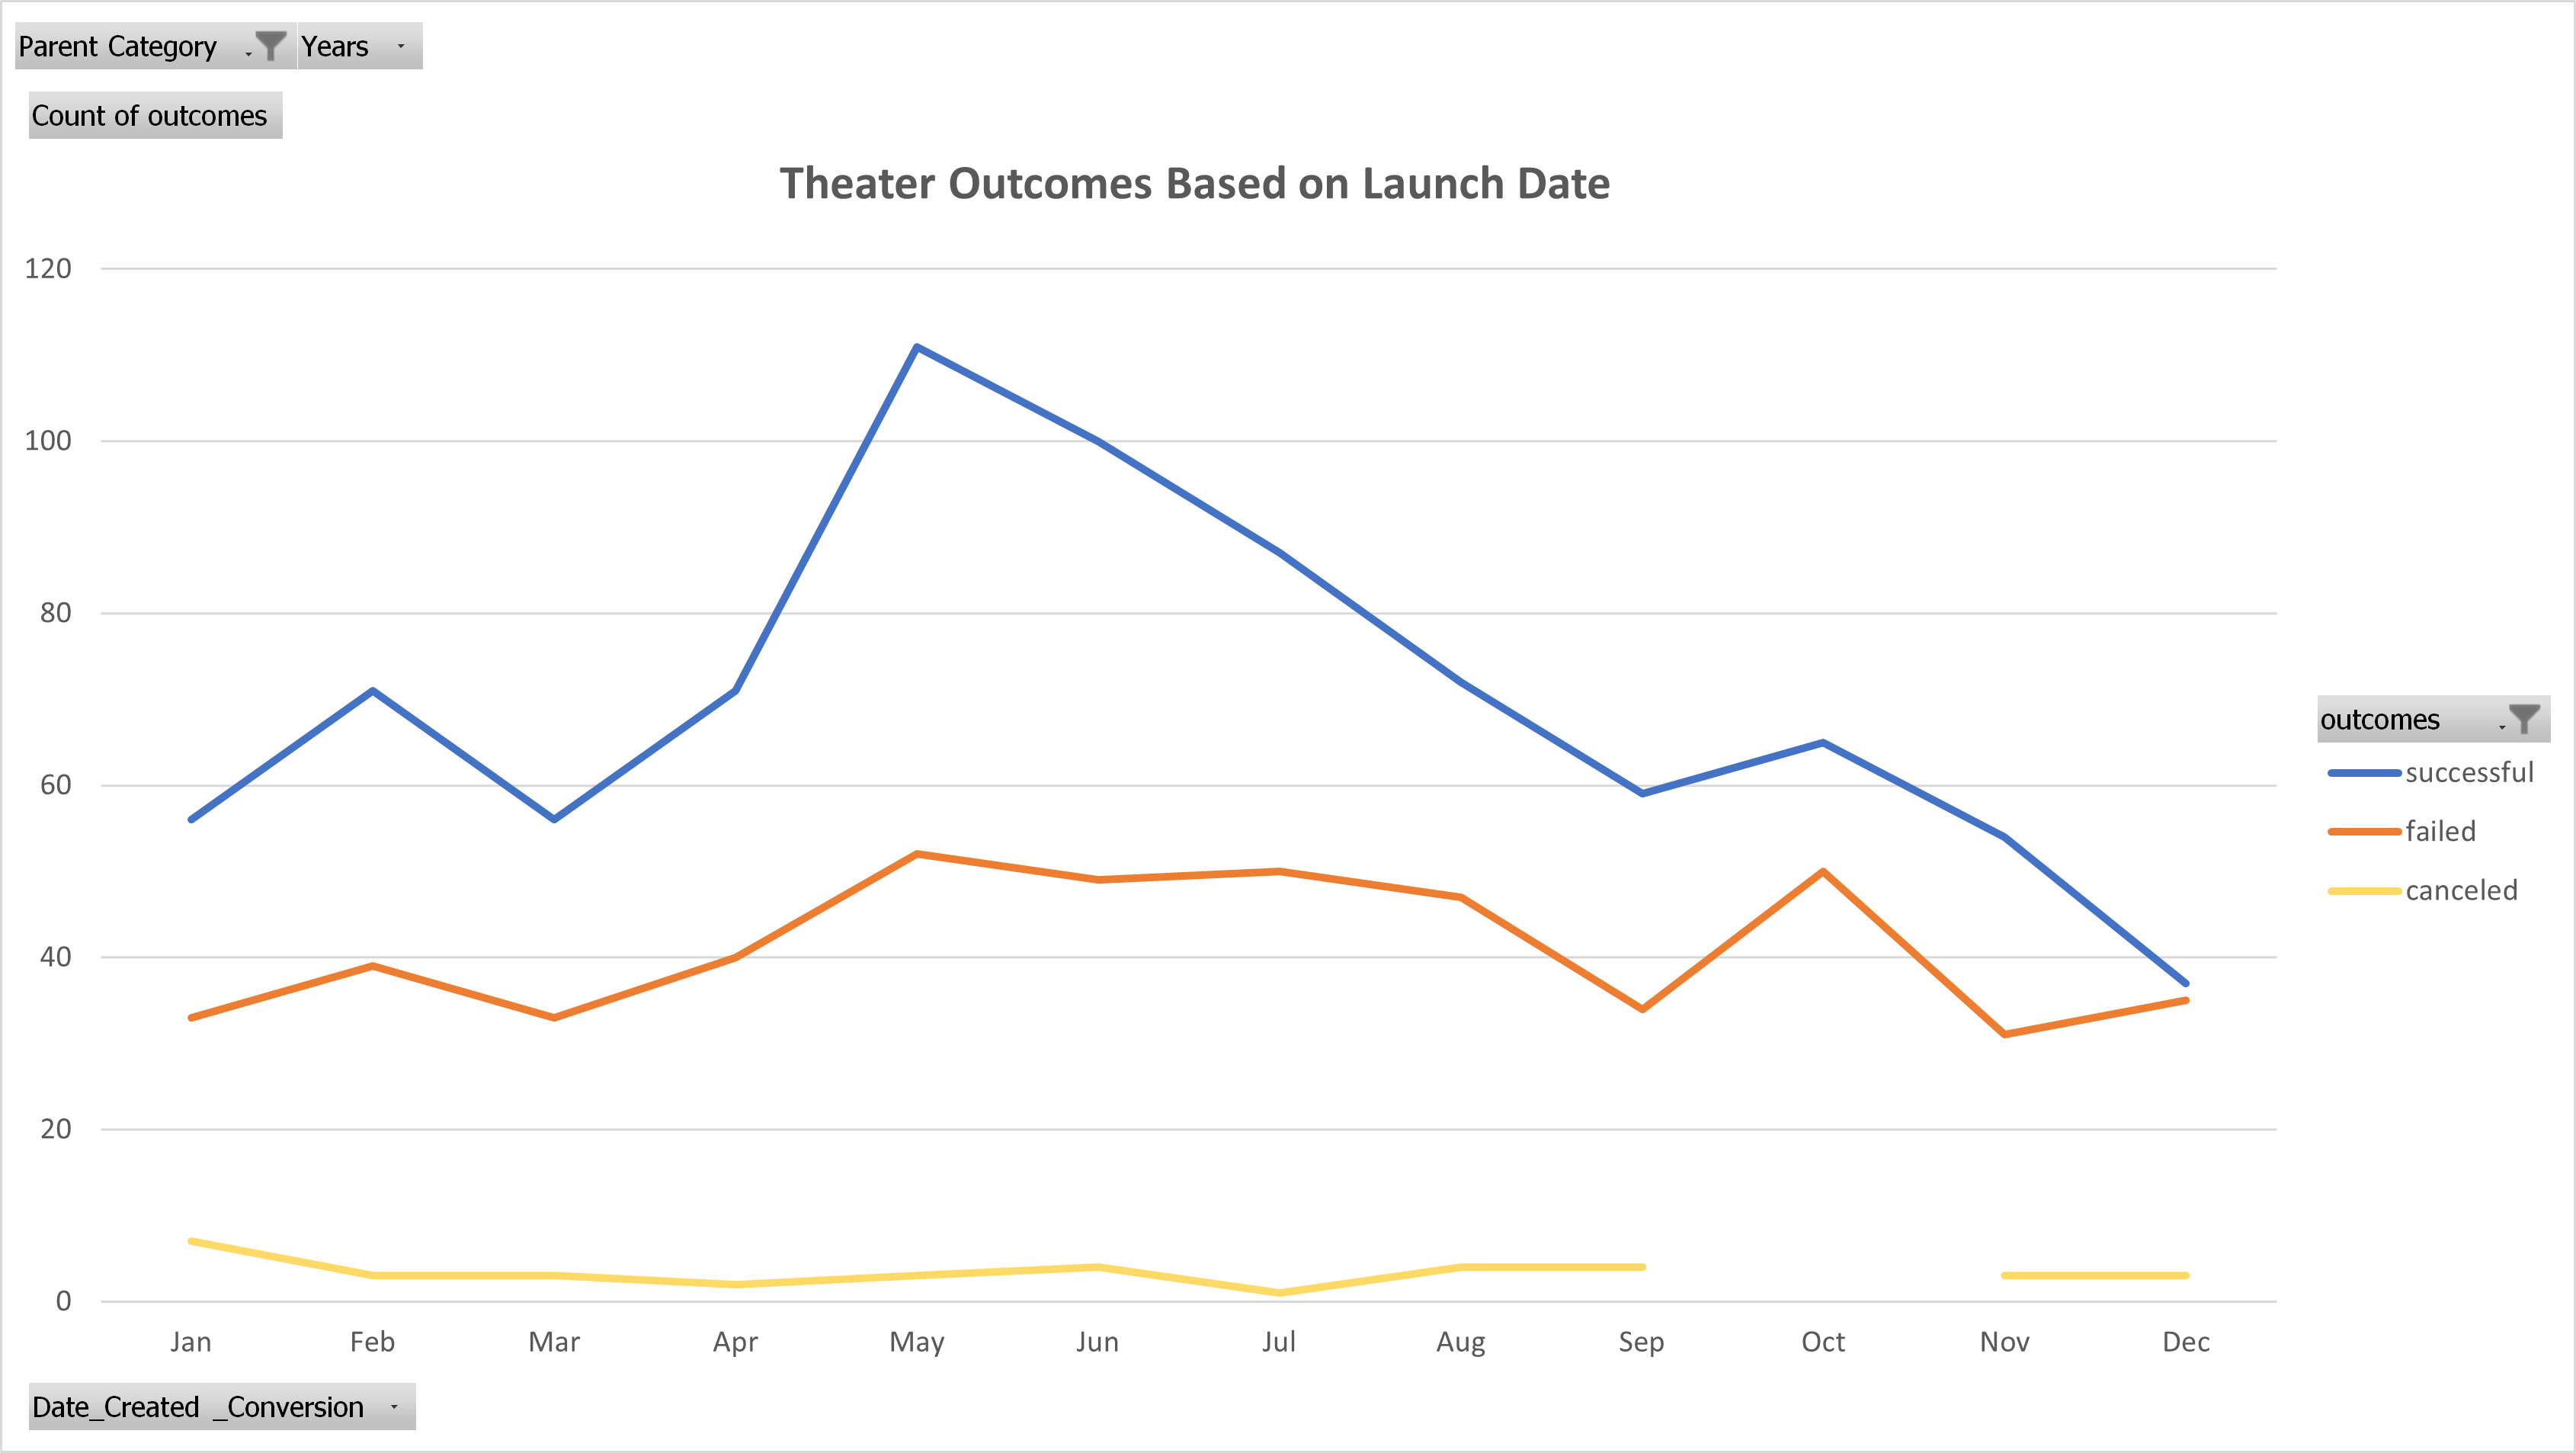 Parent Category Years
Count of outcomes
Theater Outcomes Based on Launch Date
120
100
80
60
40
20
0
Jan Feb Mar Apr May Jun Jul Aug Sep Oct Nov Dec
outcomes
successful
failed
canceled
Date_Created _Conversion